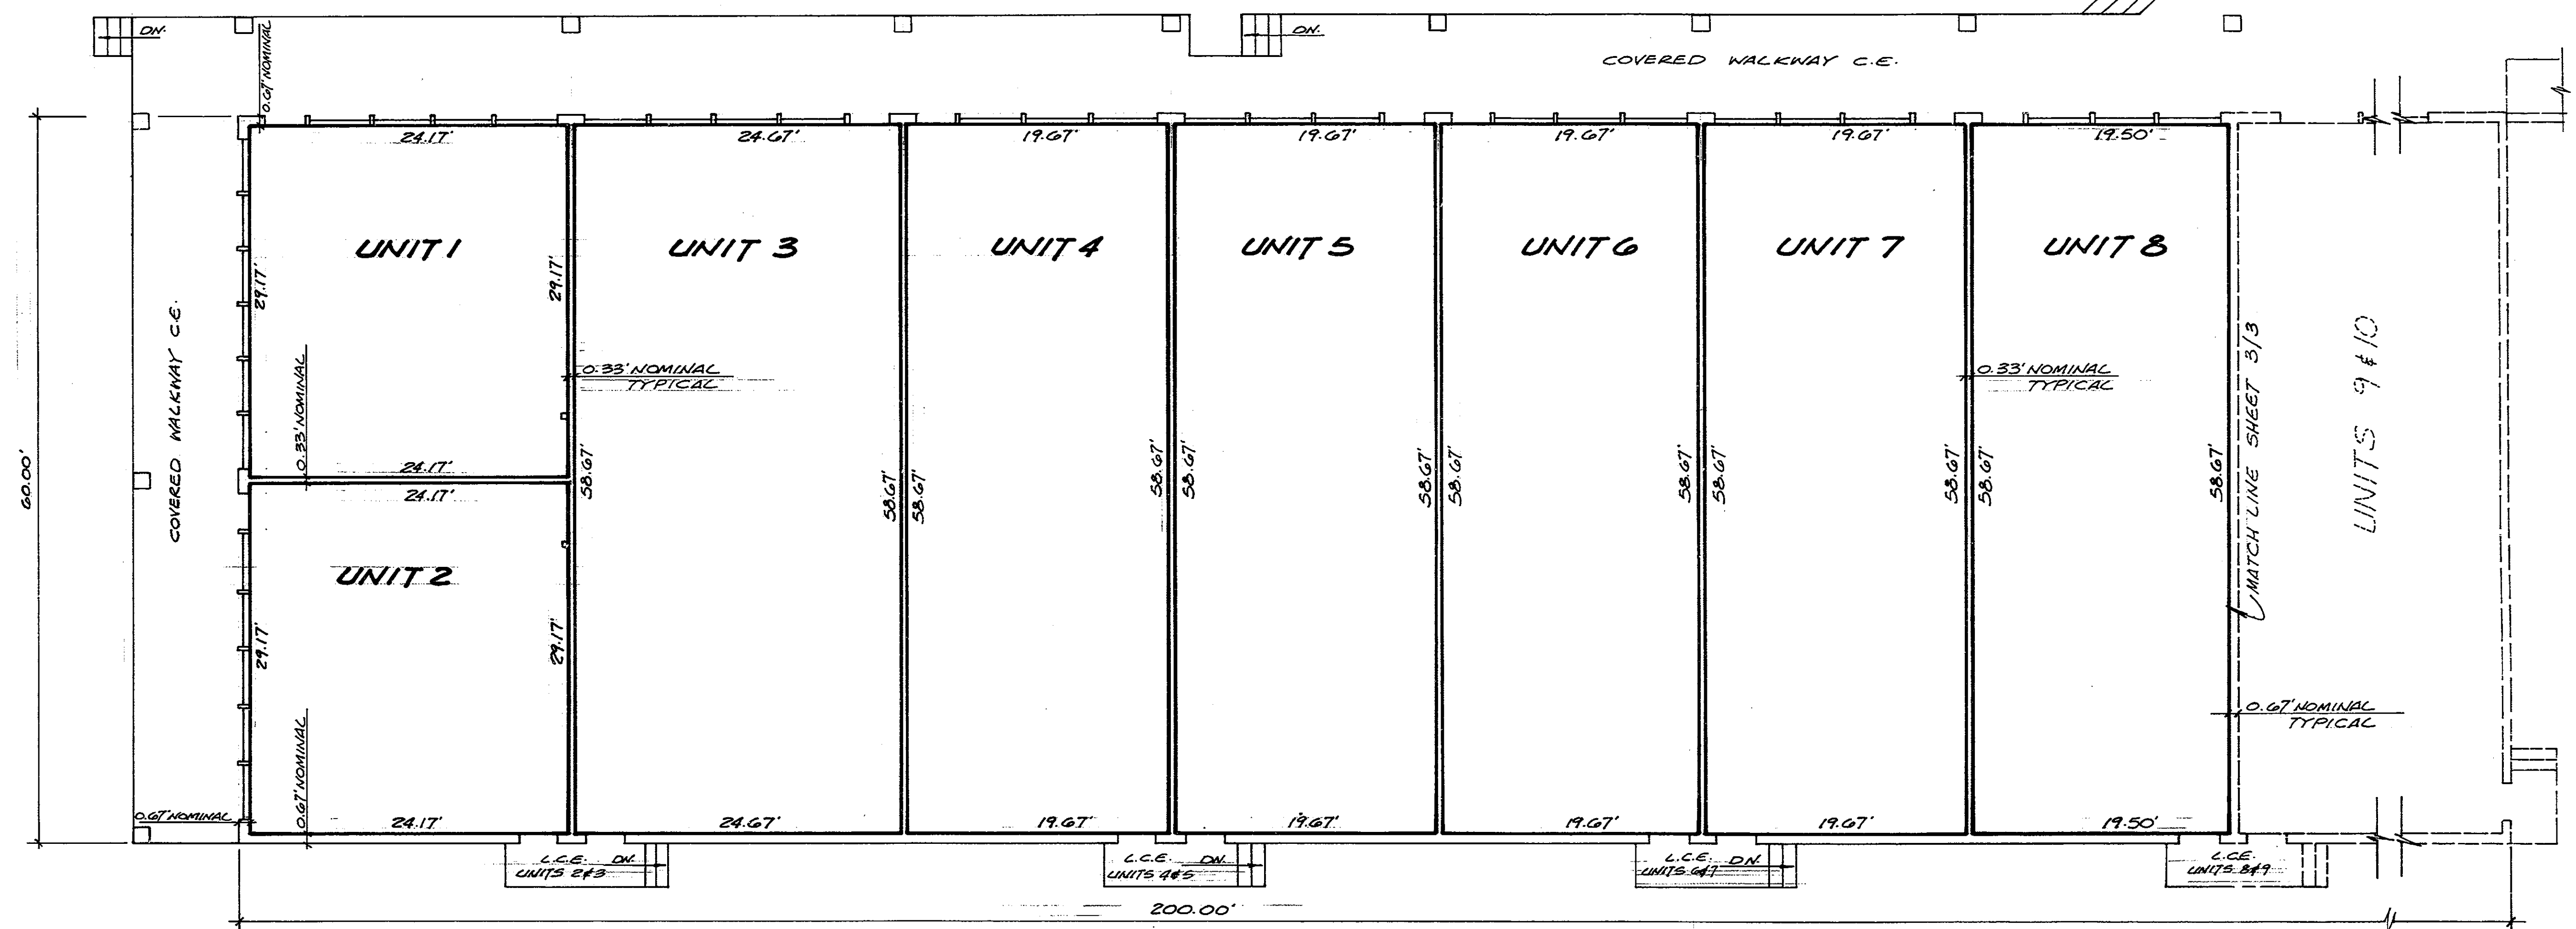 DN.
0.67' NOMINAL
DN.
COVERED WALKWAY C.E.
24.17'
24.67'
19.67'
19.67'
19.67'
19.67'
19.50'
UNIT 1
UNIT 3
UNIT 4
UNIT 5
UNIT 6
UNIT 7
UNIT 8
29.17'
29.17'
COVERED WALKWAY C.E.
60.00'
0.33' NOMINAL
0.33' NOMINAL
TYPICAL
0.33' NOMINAL
TYPICAL
MATCH LINE SHEET 3/3
UNITS 9 & 10
24.17'
24.17'
58.67'
58.67'
58.67'
58.67'
58.67'
58.67'
58.67'
58.67'
58.67'
58.67'
58.67'
58.67'
UNIT 2
29.17'
29.17'
0.67' NOMINAL
0.67' NOMINAL
0.67' NOMINAL
TYPICAL
24.17'
24.67'
19.67'
19.67'
19.67'
19.67'
19.50'
L.C.E. DN.
UNITS 2&3
L.C.E. DN.
UNITS 4&5
L.C.E. DN.
UNITS 6&7
L.C.E.
UNITS 8&9
200.00'